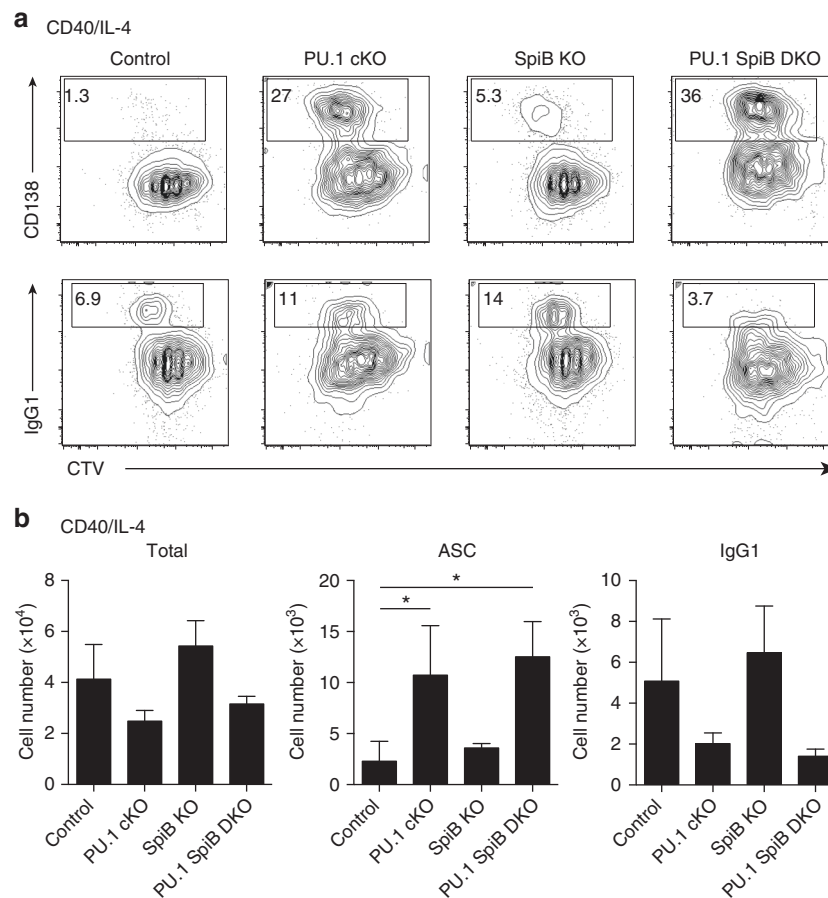 a
CD40/IL-4
Control PU.1 cKO SpiB KO PU.1 SpiB DKO
1.3 27 5.3 36
CD138
6.9 11 14 3.7
IgG1
CTV
b
CD40/IL-4
Total
Cell number (×10⁴)
8
6
4
2
0
Control
PU.1 cKO
SpiB KO
PU.1 SpiB DKO
ASC
Cell number (×10³)
20
15
10
5
0
*
*
Control
PU.1 cKO
SpiB KO
PU.1 SpiB DKO
IgG1
Cell number (×10³)
10
8
6
4
2
0
Control
PU.1 cKO
SpiB KO
PU.1 SpiB DKO